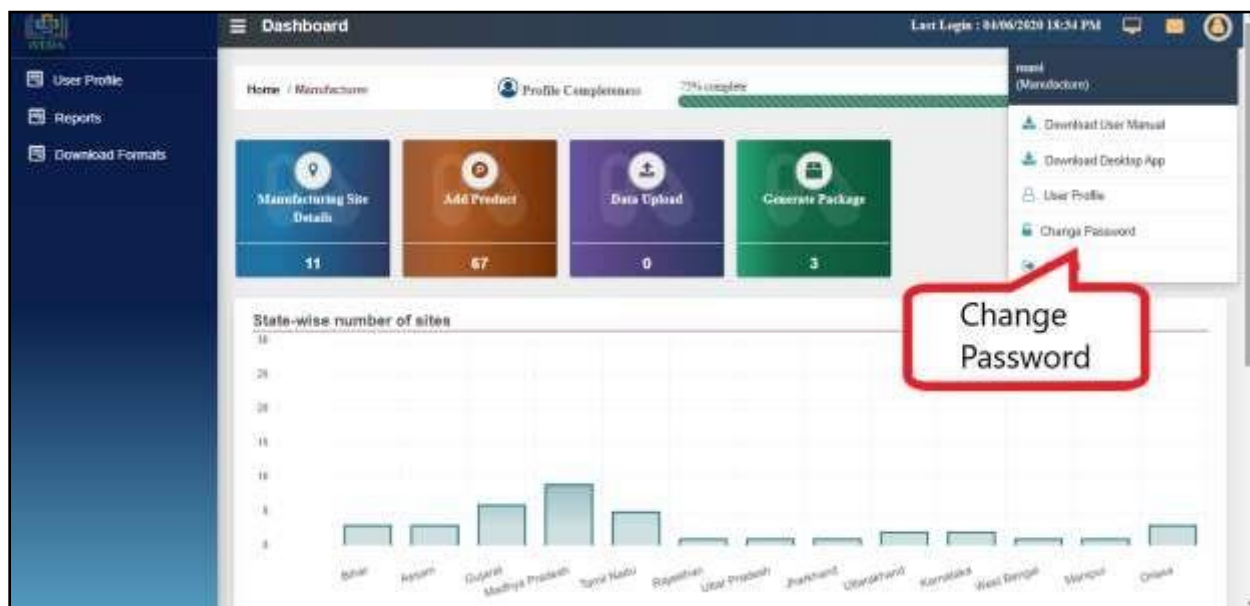 Dashboard
Last Login : 04/06/2020 18:34 PM
User Profile
Reports
Download Formats
Home / Manufacturer
Profile Completeness
75% complete
(Manufacturer)
Download User Manual
Download Desktop App
User Profile
Change Password
Manufacturing Site
Details
11
Add Product
67
Data Upload
0
Generate Package
3
Change
Password
State-wise number of sites
Bihar
Assam
Gujarat
Madhya Pradesh
Tamil Nadu
Rajasthan
Uttar Pradesh
Jharkhand
Uttarakhand
Karnataka
West Bengal
Manipur
Orissa